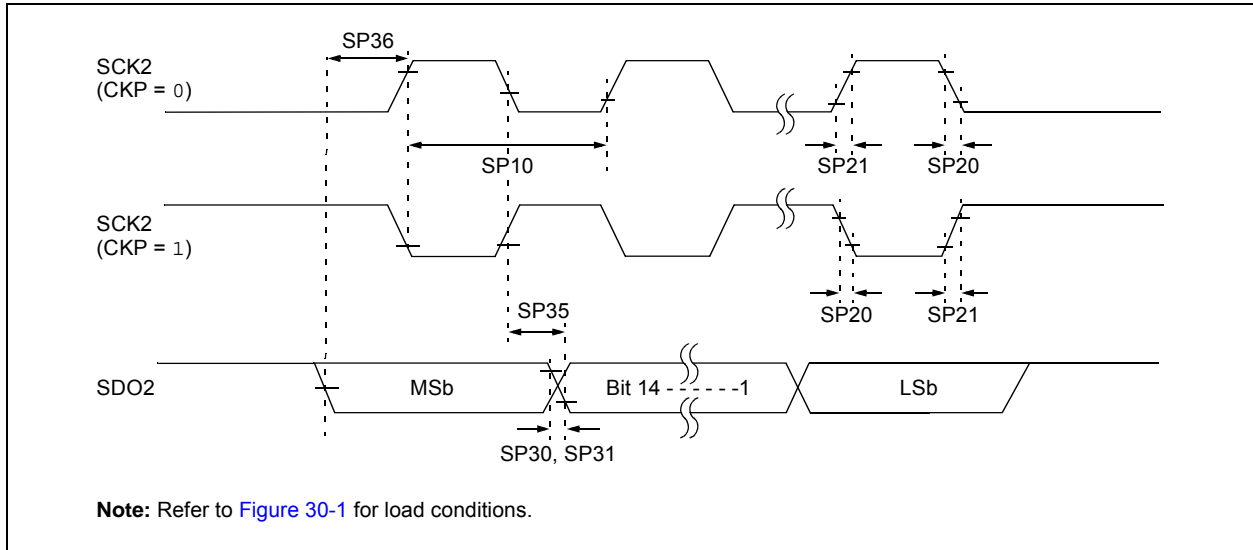 SP36
SCK2
(CKP = 0)
SP10
SP21
SP20
SCK2
(CKP = 1)
SP35
SP20
SP21
SDO2
MSb
Bit 14 - - - - - -1
LSb
SP30, SP31
Note: Refer to Figure 30-1 for load conditions.